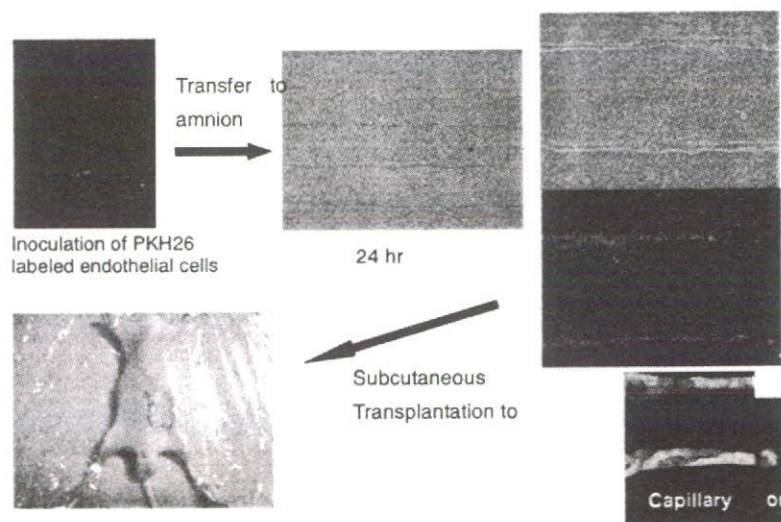 Transfer to
amnion
Inoculation of PKH26
labeled endothelial cells
24 hr
Subcutaneous
Transplantation to
Capillary